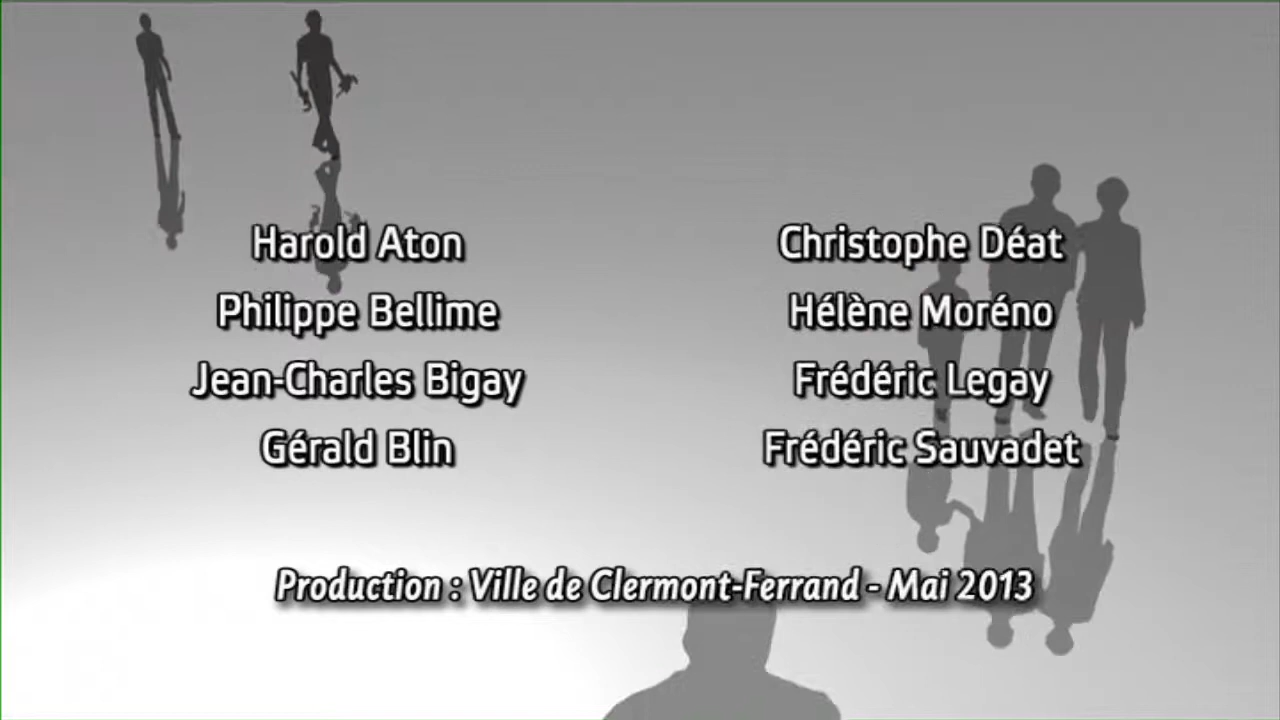 Harold Aton
Philippe Bellime
Jean-Charles Bigay
Gérald Blin
Christophe Déat
Hélène Moréno
Frédéric Legay
Frédéric Sauvadet
Production : Ville de Clermont-Ferrand - Mai 2013